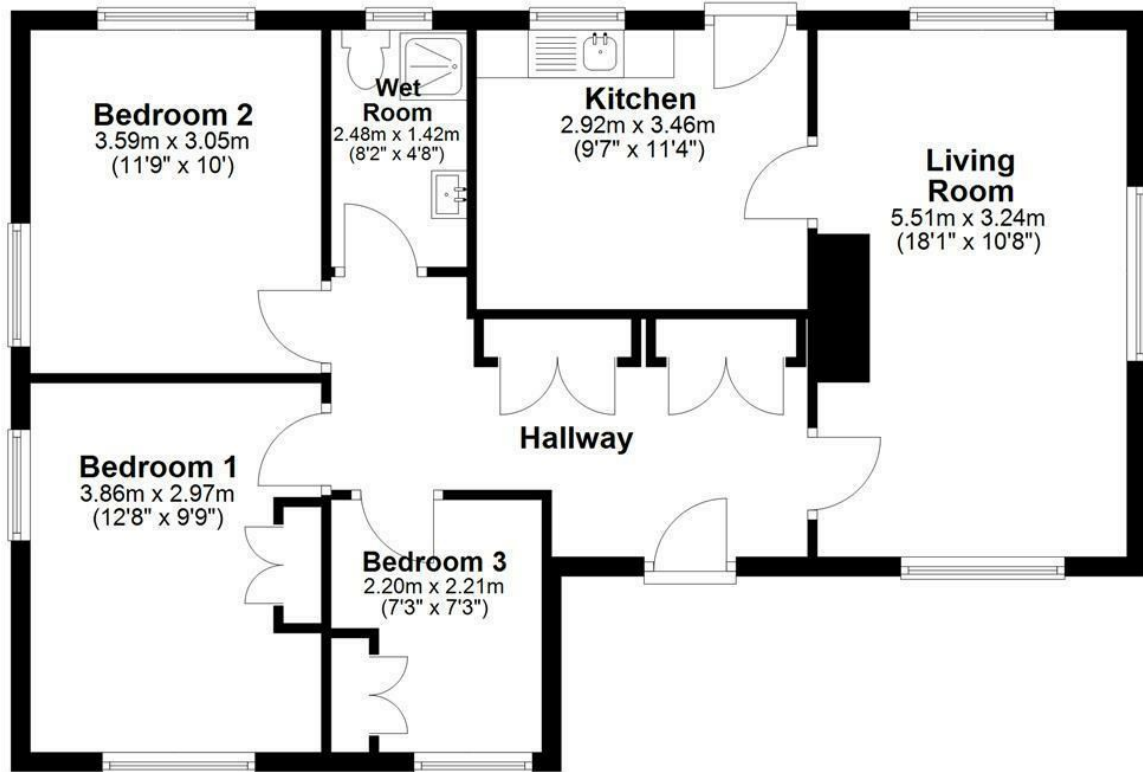 Bedroom 2
3.59m x 3.05m
(11'9" x 10')
Wet
Room
2.48m x 1.42m
(8'2" x 4'8")
Kitchen
2.92m x 3.46m
(9'7" x 11'4")
Living
Room
5.51m x 3.24m
(18'1" x 10'8")
Hallway
Bedroom 1
3.86m x 2.97m
(12'8" x 9'9")
Bedroom 3
2.20m x 2.21m
(7'3" x 7'3")